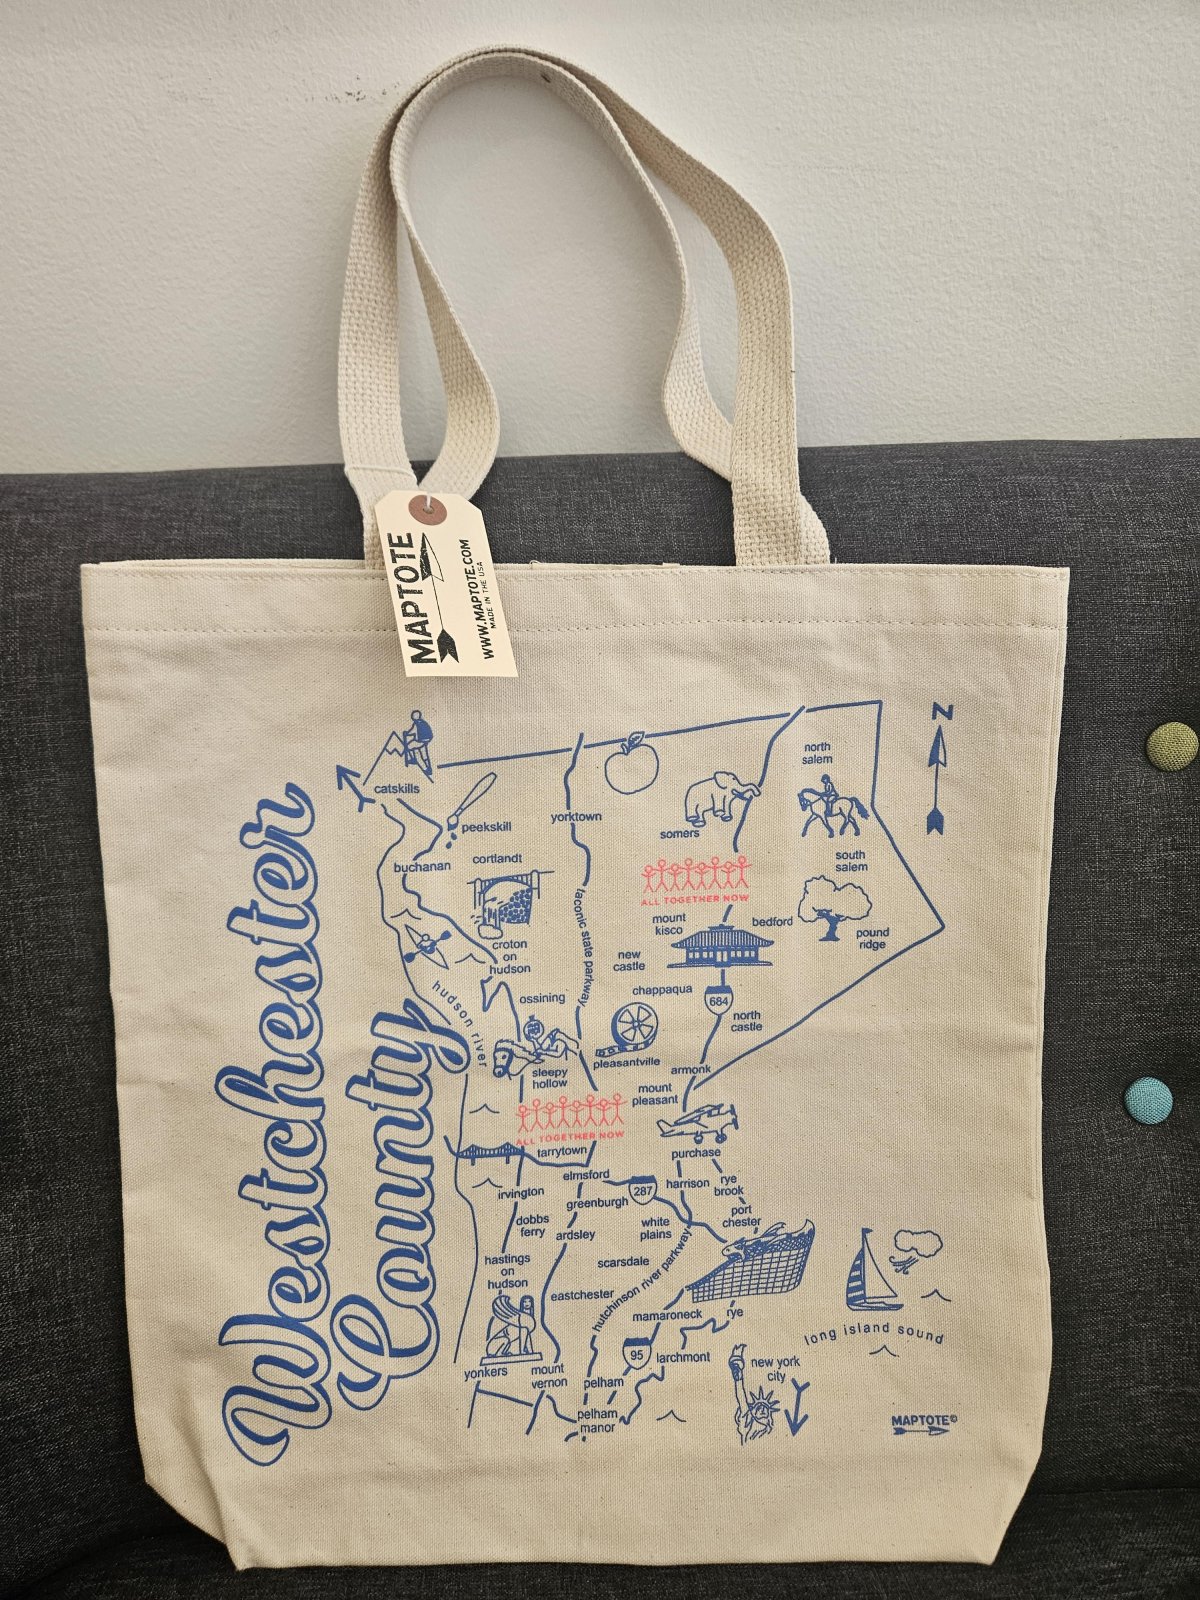 MAPTOTE
WWW.MAPTOTE.COM
MADE IN THE USA
Westchester
County
N
catskills
peekskill
yorktown
north
salem
somers
buchanan
cortlandt
south
salem
ALL TOGETHER NOW
taconic state parkway
mount
kisco
bedford
pound
ridge
croton
on
hudson
new
castle
hudson river
ossining
chappaqua
684
north
castle
sleepy
hollow
pleasantville
armonk
mount
pleasant
ALL TOGETHER NOW
tarrytown
purchase
elmsford
irvington
287
harrison
rye
brook
greenburgh
dobbs
ferry
ardsley
white
plains
port
chester
hastings
on
hudson
scarsdale
hutchinson river parkway
eastchester
mamaroneck
rye
long island sound
95
larchmont
yonkers
mount
vernon
pelham
new york
city
pelham
manor
MAPTOTE©